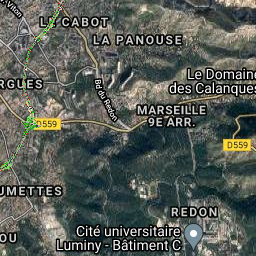 LA CABOT
LA PANOUSE
Le Domaine
des Calanques
RGUES
Bd du Redon
MARSEILLE
9E ARR.
D559
D559
UMETTES
REDON
OU
Cité universitaire
Luminy - Bâtiment C